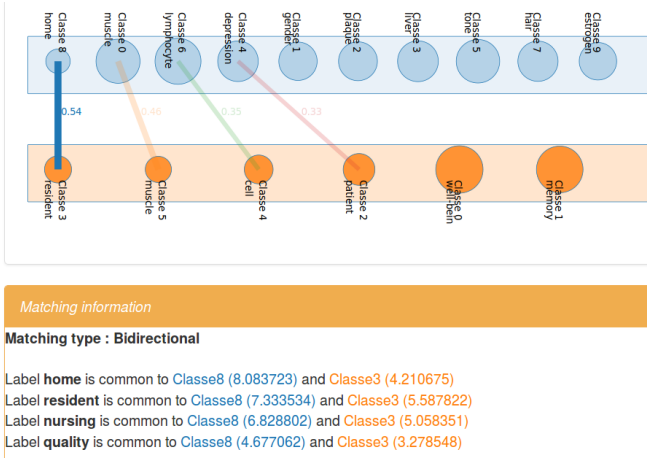 Classe 8
home
Classe 0
muscle
Classe 6
lymphocyte
Classe 4
depression
Classe 1
gender
Classe 2
plaque
Classe 3
liver
Classe 5
tone
Classe 7
hair
Classe 9
estrogen
0.54
0.46
0.35
0.33
Classe 3
resident
Classe 5
muscle
Classe 4
cell
Classe 2
patient
Classe 0
well-bein
Classe 1
memory
Matching information
Matching type : Bidirectional
Label home is common to Classe8 (8.083723) and Classe3 (4.210675)
Label resident is common to Classe8 (7.333534) and Classe3 (5.587822)
Label nursing is common to Classe8 (6.828802) and Classe3 (5.058351)
Label quality is common to Classe8 (4.677062) and Classe3 (3.278548)